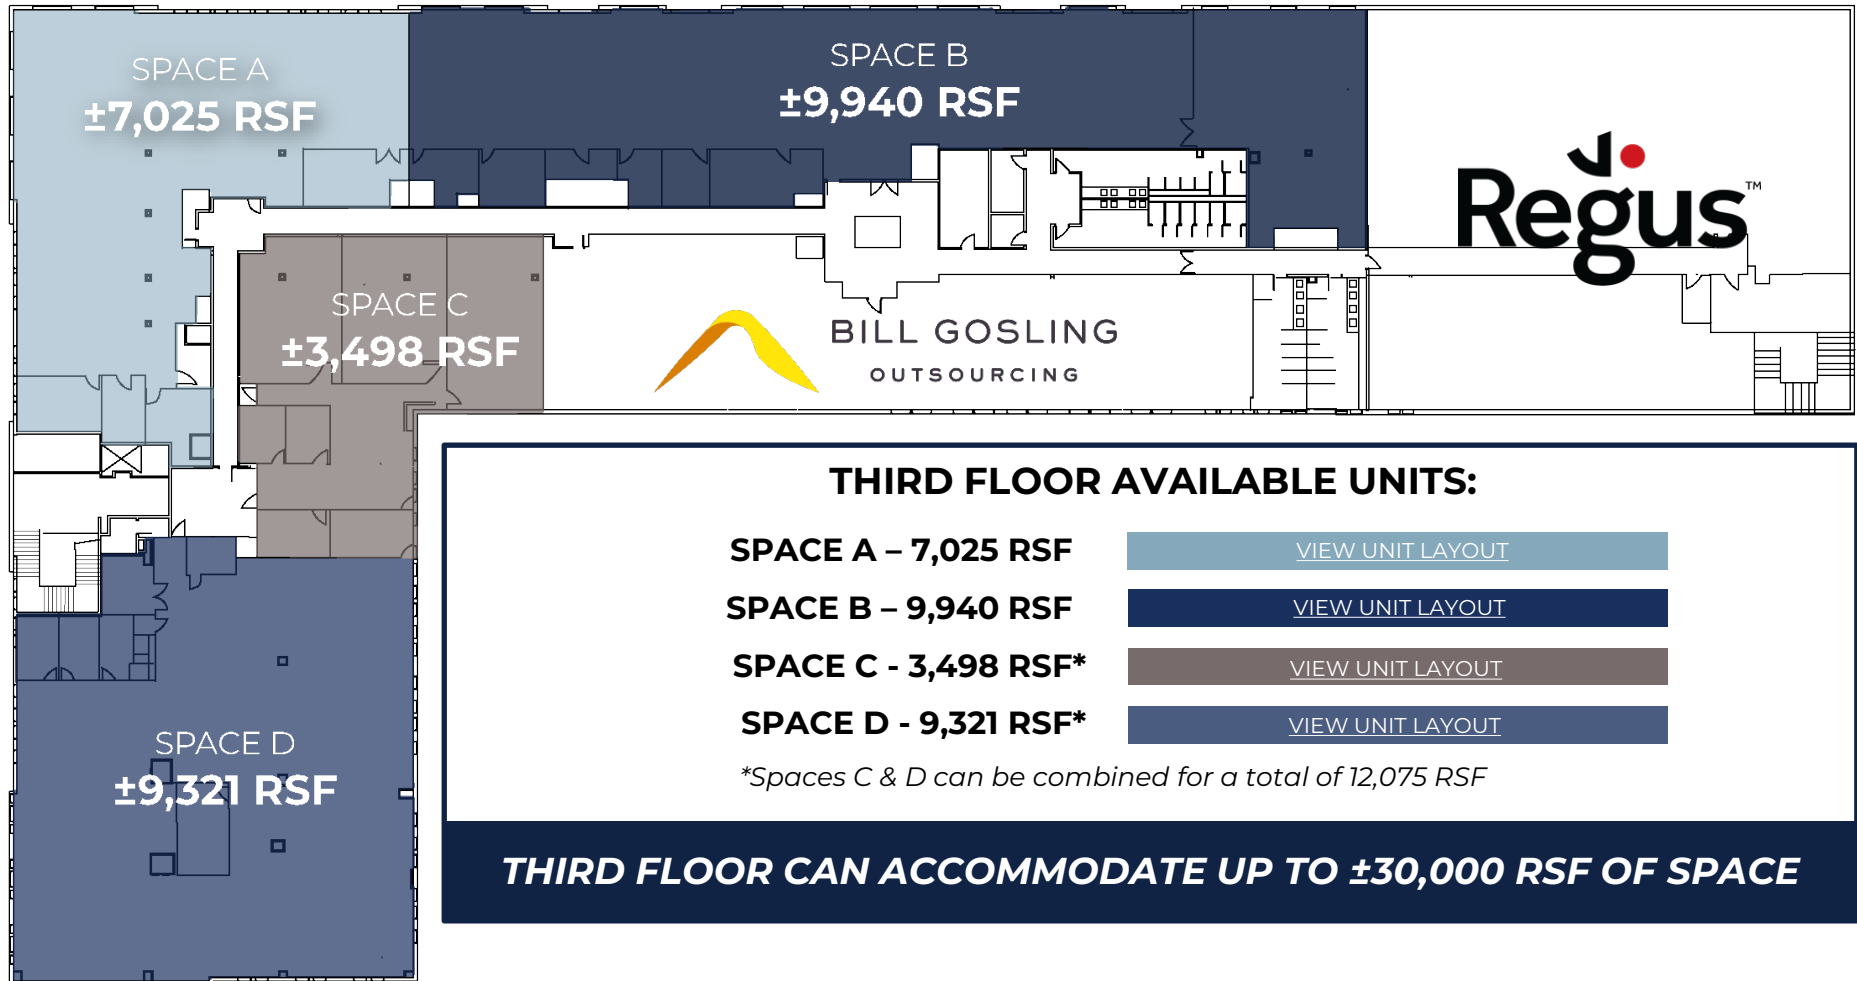 SPACE A
±7,025 RSF
SPACE B
±9,940 RSF
Regus™
SPACE C
±3,498 RSF
BILL GOSLING
OUTSOURCING
SPACE D
±9,321 RSF
THIRD FLOOR AVAILABLE UNITS:
SPACE A – 7,025 RSF VIEW UNIT LAYOUT
SPACE B – 9,940 RSF VIEW UNIT LAYOUT
SPACE C - 3,498 RSF* VIEW UNIT LAYOUT
SPACE D - 9,321 RSF* VIEW UNIT LAYOUT
*Spaces C & D can be combined for a total of 12,075 RSF
THIRD FLOOR CAN ACCOMMODATE UP TO ±30,000 RSF OF SPACE